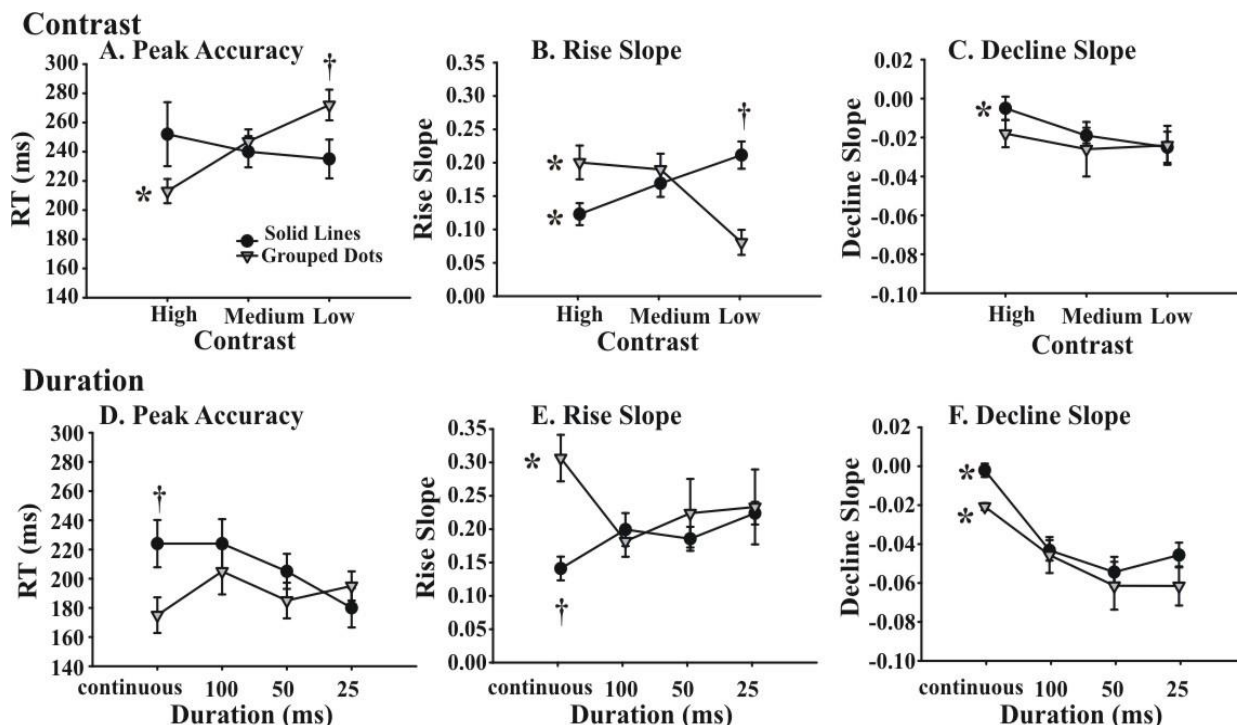 Contrast
A. Peak Accuracy
300
280
260
240
220
200
180
160
140
RT (ms)
†
*
Solid Lines
Grouped Dots
High Medium Low
Contrast
B. Rise Slope
0.35
0.30
0.25
0.20
0.15
0.10
0.05
0.00
Rise Slope
†
*
*
High Medium Low
Contrast
C. Decline Slope
0.00
-0.02
-0.04
-0.06
-0.08
-0.10
Decline Slope
*
High Medium Low
Contrast
Duration
D. Peak Accuracy
300
280
260
240
220
200
180
160
140
RT (ms)
†
continuous 100 50 25
Duration (ms)
E. Rise Slope
0.35
0.30
0.25
0.20
0.15
0.10
0.05
0.00
Rise Slope
*
†
continuous 100 50 25
Duration (ms)
F. Decline Slope
0.02
0.00
-0.02
-0.04
-0.06
-0.08
-0.10
Decline Slope
*
*
continuous 100 50 25
Duration (ms)